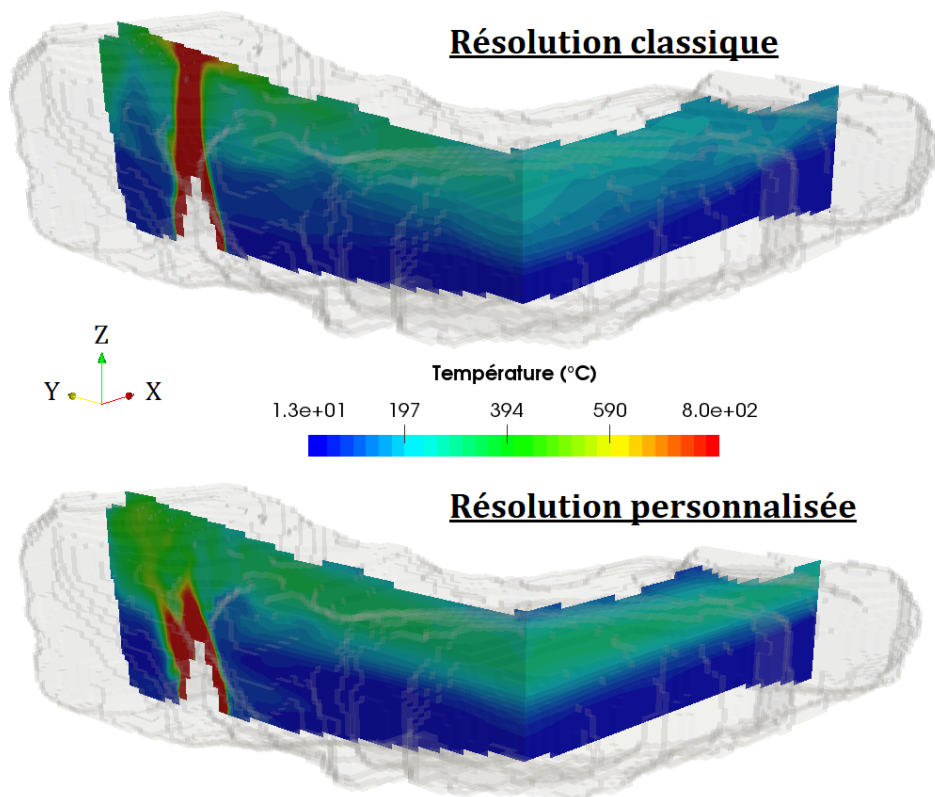 Résolution classique
Z
Y X
Température (°C)
1.3e+01 197 394 590 8.0e+02
Résolution personnalisée